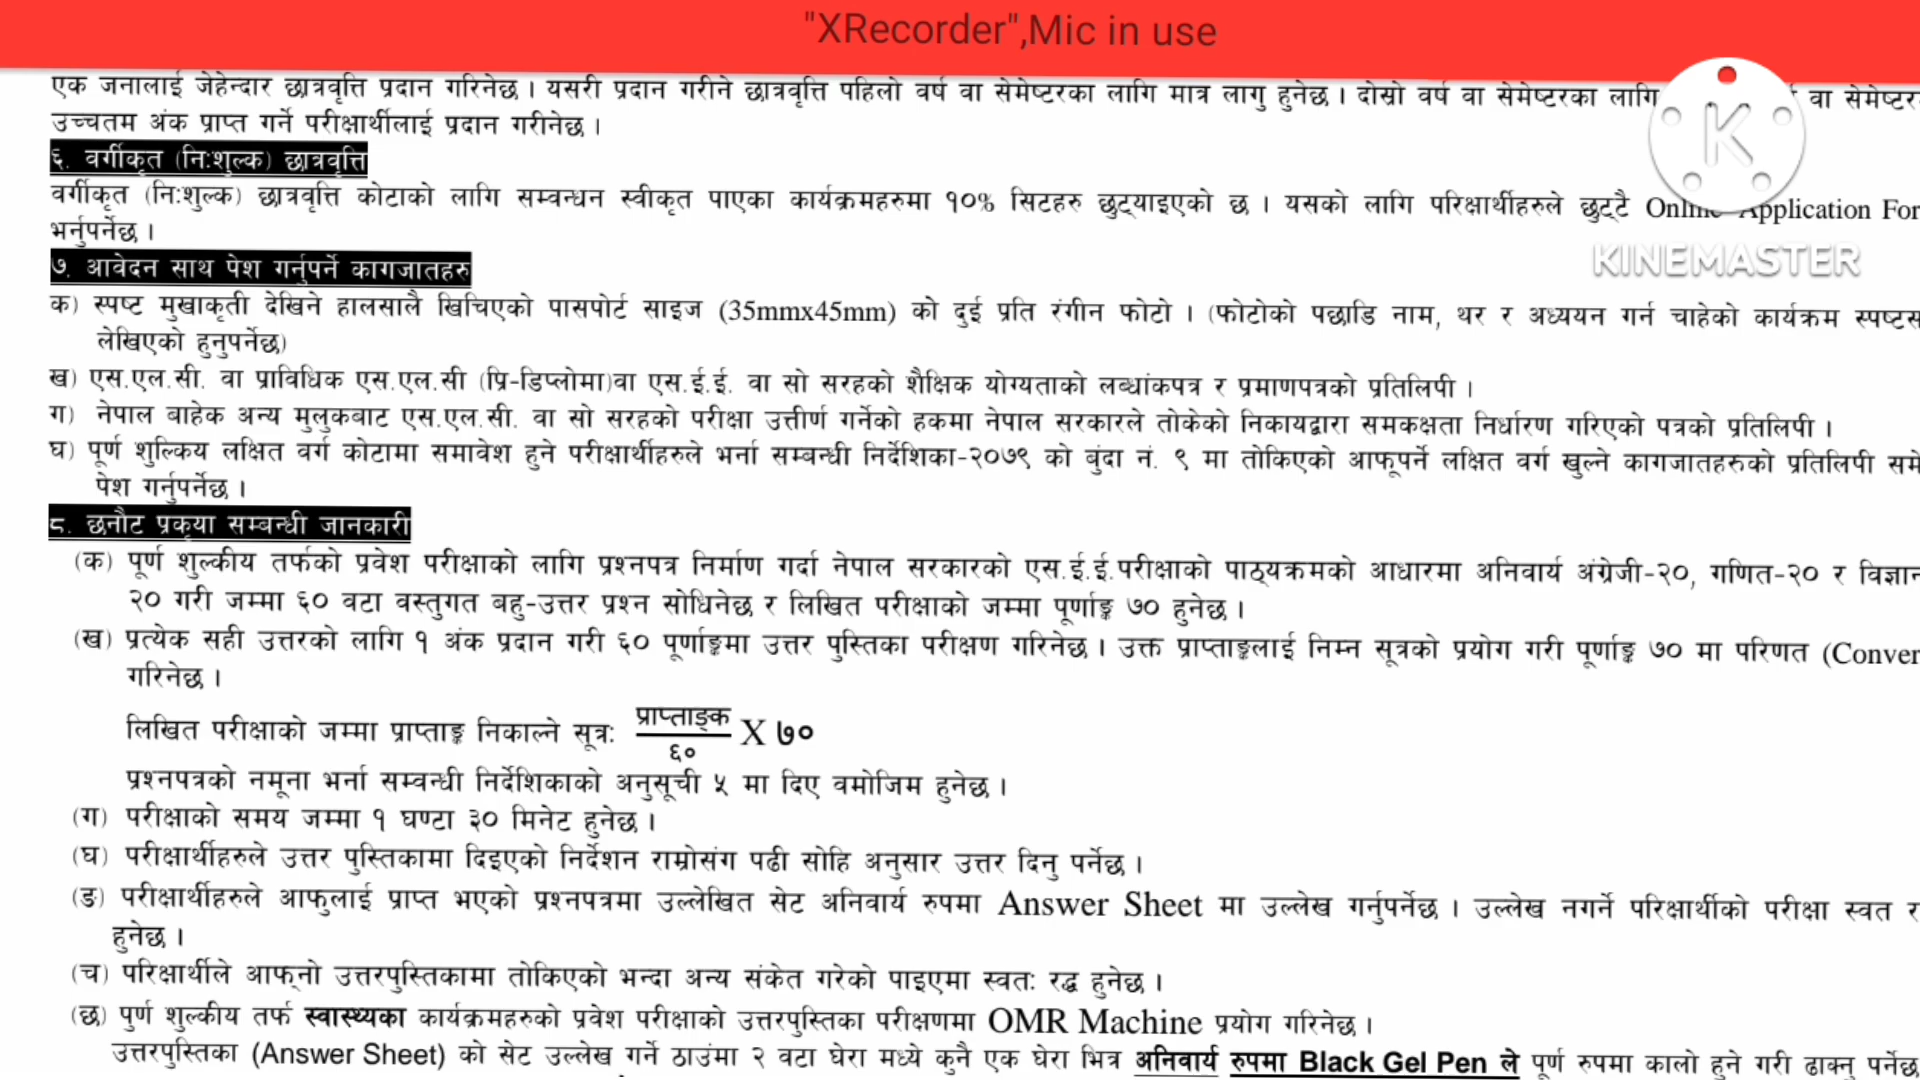 "XRecorder",Mic in use
एक जनालाई जेहेन्दार छात्रवृत्ति प्रदान गरिनेछ । यसरी प्रदान गरीने छात्रवृत्ति पहिलो वर्ष वा सेमेष्टरका लागि मात्र लागु हुनेछ । दोस्रो वर्ष वा सेमेष्टरका लागि वा सेमेष्टर
उच्चतम अंक प्राप्त गर्ने परीक्षार्थीलाई प्रदान गरीनेछ ।
६. वर्गीकृत (नि:शुल्क) छात्रवृत्ति
वर्गीकृत (नि:शुल्क) छात्रवृत्ति कोटाको लागि सम्वन्धन स्वीकृत पाएका कार्यक्रमहरुमा १०% सिटहरु छुट्याइएको छ । यसको लागि परिक्षार्थीहरुले छुट्टै Online Application For
भर्नुपर्नेछ ।
KINEMASTER
७. आवेदन साथ पेश गर्नुपर्ने कागजातहरु
क) स्पष्ट मुखाकृती देखिने हालसालै खिचिएको पासपोर्ट साइज (35mmx45mm) को दुई प्रति रंगीन फोटो । (फोटोको पछाडि नाम, थर र अध्ययन गर्न चाहेको कार्यक्रम स्पष्टस
लेखिएको हुनुपर्नेछ)
ख) एस.एल.सी. वा प्राविधिक एस.एल.सी (प्रि-डिप्लोमा)वा एस.ई.ई. वा सो सरहको शैक्षिक योग्यताको लब्धांकपत्र र प्रमाणपत्रको प्रतिलिपी ।
ग) नेपाल बाहेक अन्य मुलुकबाट एस.एल.सी. वा सो सरहको परीक्षा उत्तीर्ण गर्नेको हकमा नेपाल सरकारले तोकेको निकायद्वारा समकक्षता निर्धारण गरिएको पत्रको प्रतिलिपी ।
घ) पूर्ण शुल्किय लक्षित वर्ग कोटामा समावेश हुने परीक्षार्थीहरुले भर्ना सम्बन्धी निर्देशिका-२०७९ को बुंदा नं. ९ मा तोकिएको आफूपर्ने लक्षित वर्ग खुल्ने कागजातहरुको प्रतिलिपी समे
पेश गर्नुपर्नेछ ।
८. छनौट प्रकृया सम्बन्धी जानकारी
(क) पूर्ण शुल्कीय तर्फको प्रवेश परीक्षाको लागि प्रश्नपत्र निर्माण गर्दा नेपाल सरकारको एस.ई.ई.परीक्षाको पाठ्यक्रमको आधारमा अनिवार्य अंग्रेजी-२०, गणित-२० र विज्ञान
२० गरी जम्मा ६० वटा वस्तुगत बहु-उत्तर प्रश्न सोधिनेछ र लिखित परीक्षाको जम्मा पूर्णाङ्क ७० हुनेछ ।
(ख) प्रत्येक सही उत्तरको लागि १ अंक प्रदान गरी ६० पूर्णाङ्कमा उत्तर पुस्तिका परीक्षण गरिनेछ । उक्त प्राप्ताङ्कलाई निम्न सूत्रको प्रयोग गरी पूर्णाङ्क ७० मा परिणत (Conver
गरिनेछ ।
लिखित परीक्षाको जम्मा प्राप्ताङ्क निकाल्ने सूत्र: प्राप्ताङ्क
६० X ७०
प्रश्नपत्रको नमूना भर्ना सम्वन्धी निर्देशिकाको अनुसूची ५ मा दिए वमोजिम हुनेछ ।
(ग) परीक्षाको समय जम्मा १ घण्टा ३० मिनेट हुनेछ ।
(घ) परीक्षार्थीहरुले उत्तर पुस्तिकामा दिइएको निर्देशन राम्रोसंग पढी सोहि अनुसार उत्तर दिनु पर्नेछ ।
(ङ) परीक्षार्थीहरुले आफुलाई प्राप्त भएको प्रश्नपत्रमा उल्लेखित सेट अनिवार्य रुपमा Answer Sheet मा उल्लेख गर्नुपर्नेछ । उल्लेख नगर्ने परिक्षार्थीको परीक्षा स्वत र
हुनेछ ।
(च) परिक्षार्थीले आफ्नो उत्तरपुस्तिकामा तोकिएको भन्दा अन्य संकेत गरेको पाइएमा स्वत: रद्ध हुनेछ ।
(छ) पुर्ण शुल्कीय तर्फ स्वास्थ्यका कार्यक्रमहरुको प्रवेश परीक्षाको उत्तरपुस्तिका परीक्षणमा OMR Machine प्रयोग गरिनेछ ।
उत्तरपुस्तिका (Answer Sheet) को सेट उल्लेख गर्ने ठाउंमा २ वटा घेरा मध्ये कुनै एक घेरा भित्र अनिवार्य रुपमा Black Gel Pen ले पूर्ण रुपमा कालो हुने गरी ढाक्नु पर्नेछ